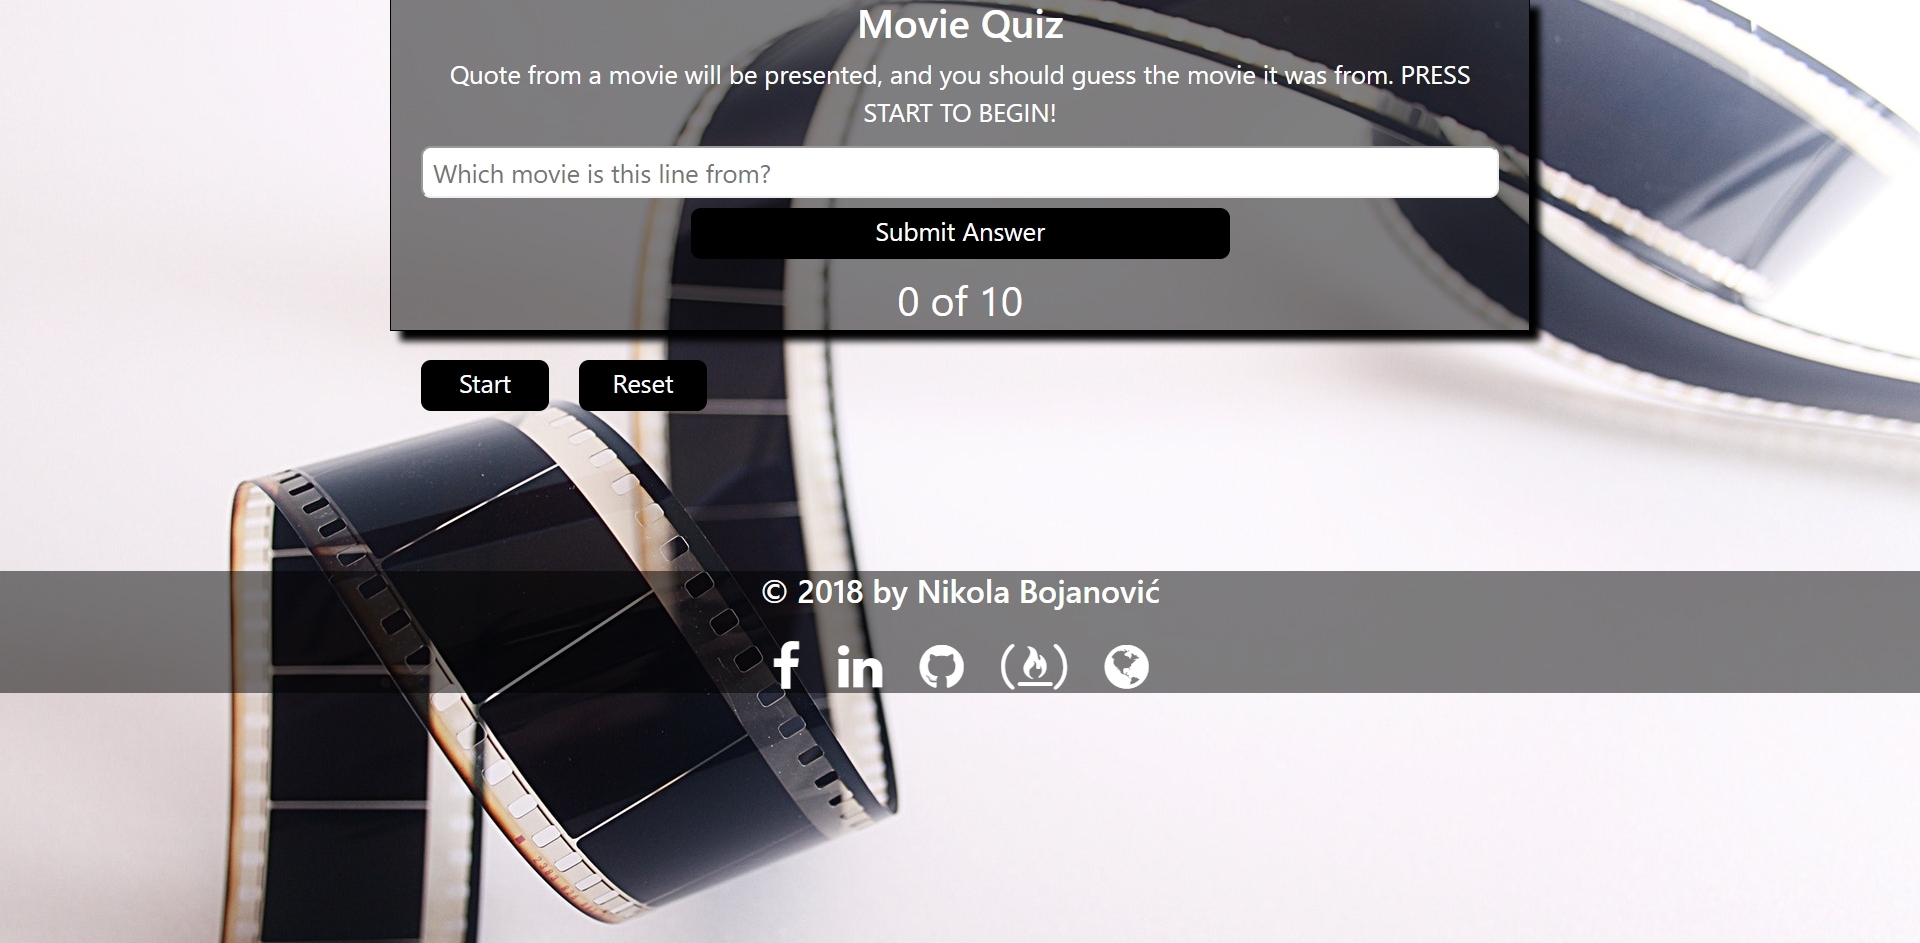 Movie Quiz
Quote from a movie will be presented, and you should guess the movie it was from. PRESS
START TO BEGIN!
Which movie is this line from?
Submit Answer
0 of 10
Start
Reset
© 2018 by Nikola Bojanović